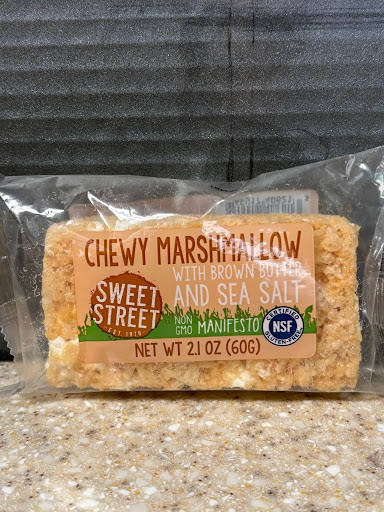 CHEWY MARSHMALLOW
WITH BROWN BUTTER
AND SEA SALT
SWEET
STREET
EST. 1979
NON
GMO MANIFESTO
CERTIFIED
NSF
GLUTEN-FREE
NET WT 2.1 OZ (60G)